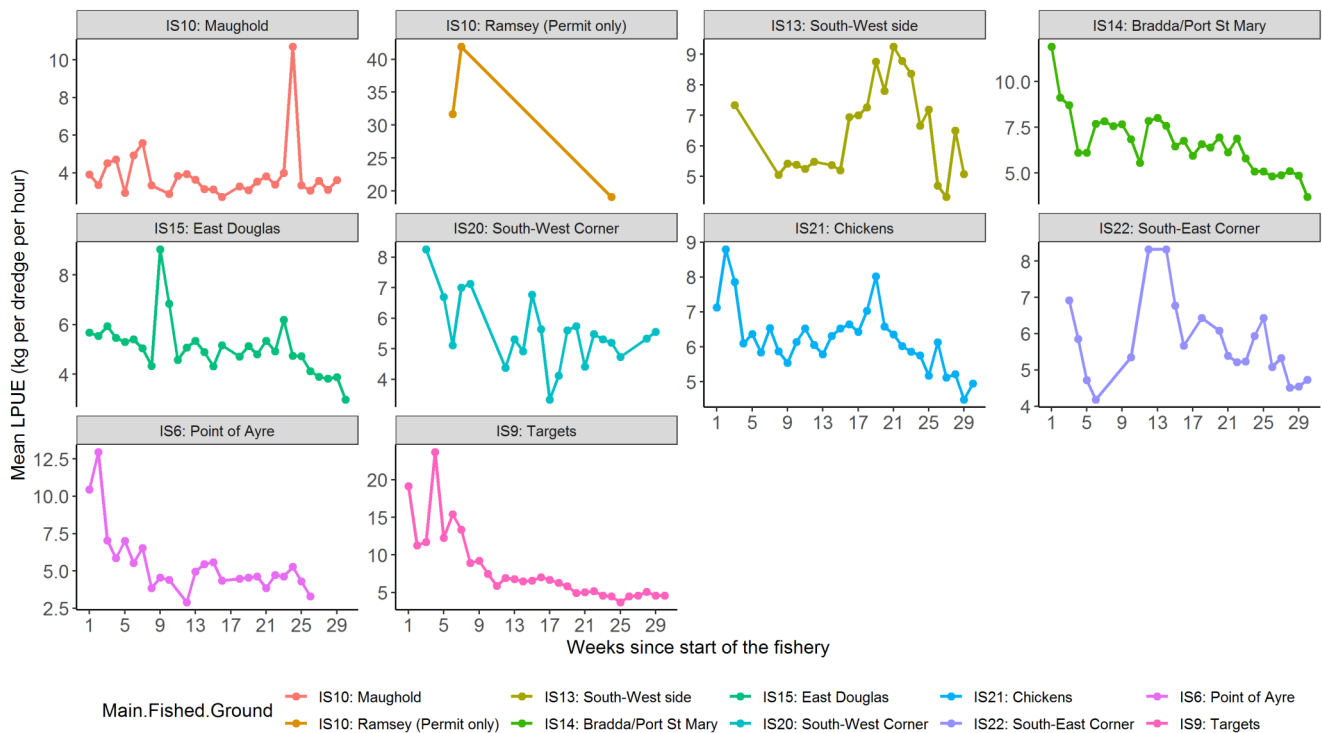 IS10: Maughold
IS10: Ramsey (Permit only)
IS13: South-West side
IS14: Bradda/Port St Mary
10
8
6
4
40
35
30
25
20
9
8
7
6
5
10.0
7.5
5.0
IS15: East Douglas
IS20: South-West Corner
IS21: Chickens
IS22: South-East Corner
8
6
4
8
7
6
5
4
9
8
7
6
5
8
7
6
5
4
1 5 9 13 17 21 25 29
1 5 9 13 17 21 25 29
IS6: Point of Ayre
IS9: Targets
12.5
10.0
7.5
5.0
2.5
20
15
10
5
1 5 9 13 17 21 25 29
1 5 9 13 17 21 25 29
Mean LPUE (kg per dredge per hour)
Weeks since start of the fishery
Main.Fished.Ground
IS10: Maughold
IS13: South-West side
IS15: East Douglas
IS21: Chickens
IS6: Point of Ayre
IS10: Ramsey (Permit only)
IS14: Bradda/Port St Mary
IS20: South-West Corner
IS22: South-East Corner
IS9: Targets